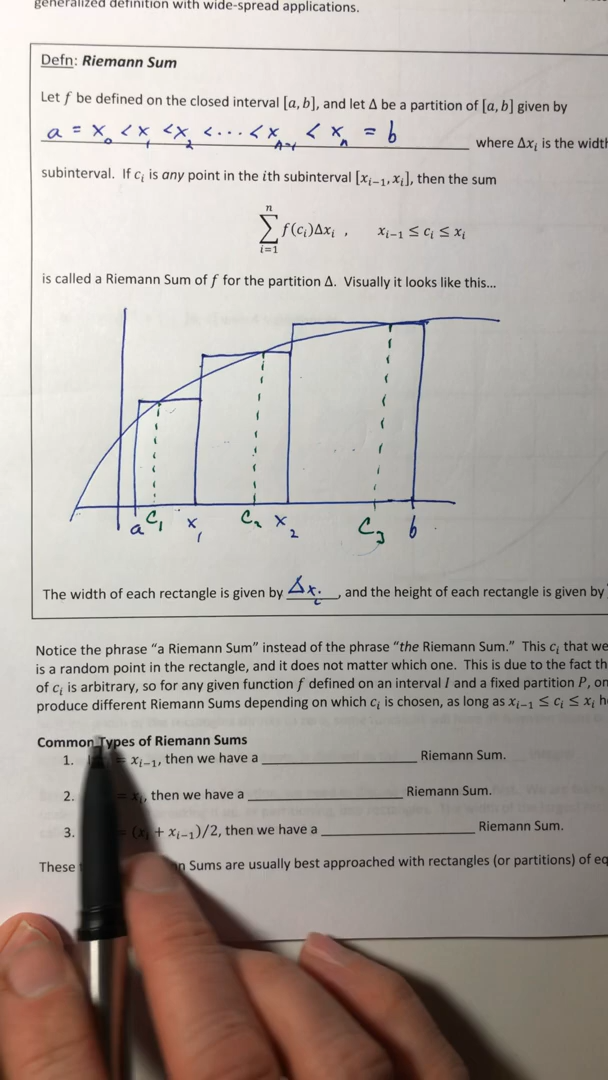 generalized definition with wide-spread applications.
Defn: Riemann Sum
Let f be defined on the closed interval [a, b], and let Δ be a partition of [a, b] given by
a = x₀ < x₁ < x₂ < ... < xₙ₋₁ < xₙ = b where Δxᵢ is the width
subinterval. If cᵢ is any point in the ith subinterval [xᵢ₋₁, xᵢ], then the sum
n
∑ f(cᵢ)Δxᵢ , xᵢ₋₁ ≤ cᵢ ≤ xᵢ
i=1
is called a Riemann Sum of f for the partition Δ. Visually it looks like this...
a c₁ x₁ c₂ x₂ c₃ b
The width of each rectangle is given by Δxᵢ, and the height of each rectangle is given by
Notice the phrase "a Riemann Sum" instead of the phrase "the Riemann Sum." This cᵢ that we
is a random point in the rectangle, and it does not matter which one. This is due to the fact th
of cᵢ is arbitrary, so for any given function f defined on an interval I and a fixed partition P, on
produce different Riemann Sums depending on which cᵢ is chosen, as long as xᵢ₋₁ ≤ cᵢ ≤ xᵢ h
Common Types of Riemann Sums
1. = xᵢ₋₁, then we have a ____________ Riemann Sum.
2. = xᵢ, then we have a ____________ Riemann Sum.
3. = (xᵢ + xᵢ₋₁)/2, then we have a ____________ Riemann Sum.
These Sums are usually best approached with rectangles (or partitions) of eq